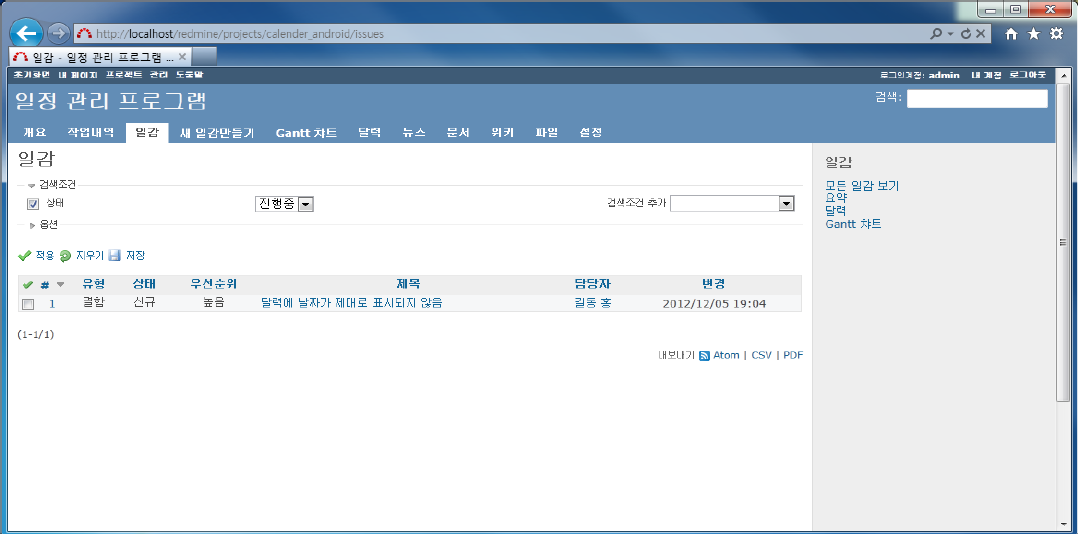 http://localhost/redmine/projects/calender_android/issues
일감 - 일정 관리 프로그램 ...
초기화면 내 페이지 프로젝트 관리 도움말 로그인계정: admin 내 계정 로그아웃
일정 관리 프로그램 검색:
개요 작업내역 일감 새 일감만들기 Gantt 챠트 달력 뉴스 문서 위키 파일 설정
일감
검색조건
상태 진행중 검색조건 추가
옵션
적용 지우기 저장
# 유형 상태 우선순위 제목 담당자 변경
1 결함 신규 높음 달력에 날자가 제대로 표시되지 않음 길동 홍 2012/12/05 19:04
(1-1/1)
내보내기 Atom | CSV | PDF
일감
모든 일감 보기
요약
달력
Gantt 챠트